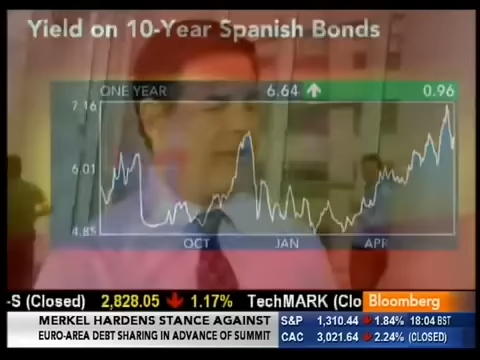 Yield on 10-Year Spanish Bonds
ONE YEAR 6.64 0.96
7.16
6.01
4.85
OCT JAN APR
-S (Closed) 2,828.05 1.17% TechMARK (Clo
Bloomberg
MERKEL HARDENS STANCE AGAINST
EURO-AREA DEBT SHARING IN ADVANCE OF SUMMIT
S&P 1,310.44 1.84% 18:04 BST
CAC 3,021.64 2.24% (CLOSED)